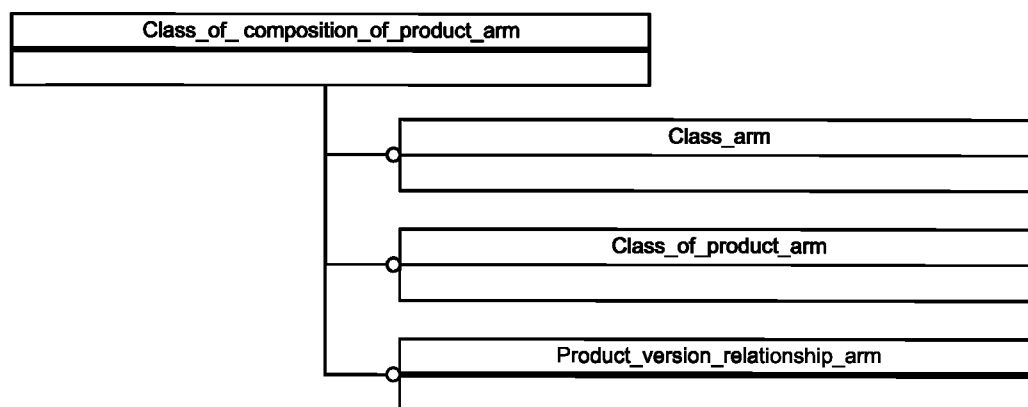 Class_of_ composition_of_product_arm
Class_arm
Class_of_product_arm
Product_version_relationship_arm